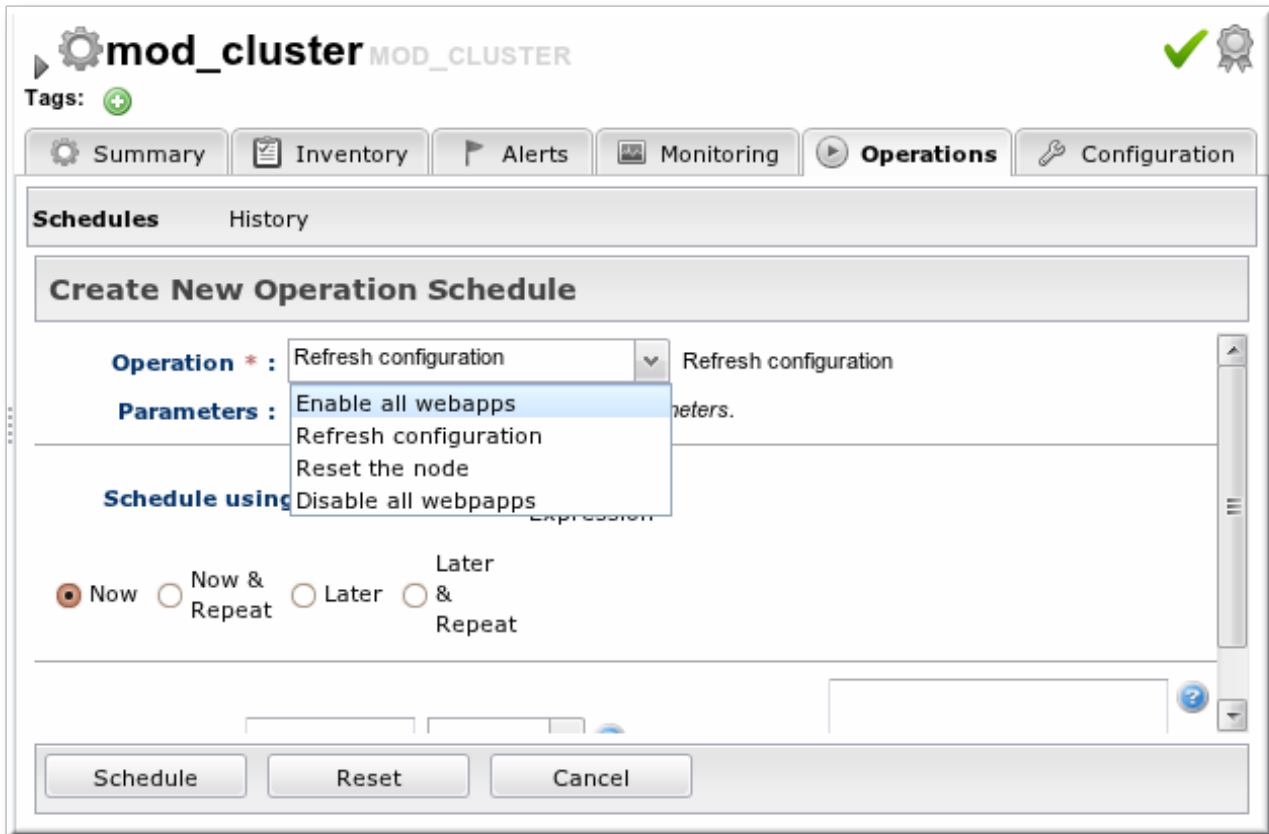 mod_cluster MOD_CLUSTER
Tags:
Summary Inventory Alerts Monitoring Operations Configuration
Schedules History
Create New Operation Schedule
Operation * : Refresh configuration Refresh configuration
Parameters :
Enable all webapps
Refresh configuration
Reset the node
Disable all webpapps
Schedule using
Now
Now &
Repeat
Later
Later
&
Repeat
Schedule Reset Cancel